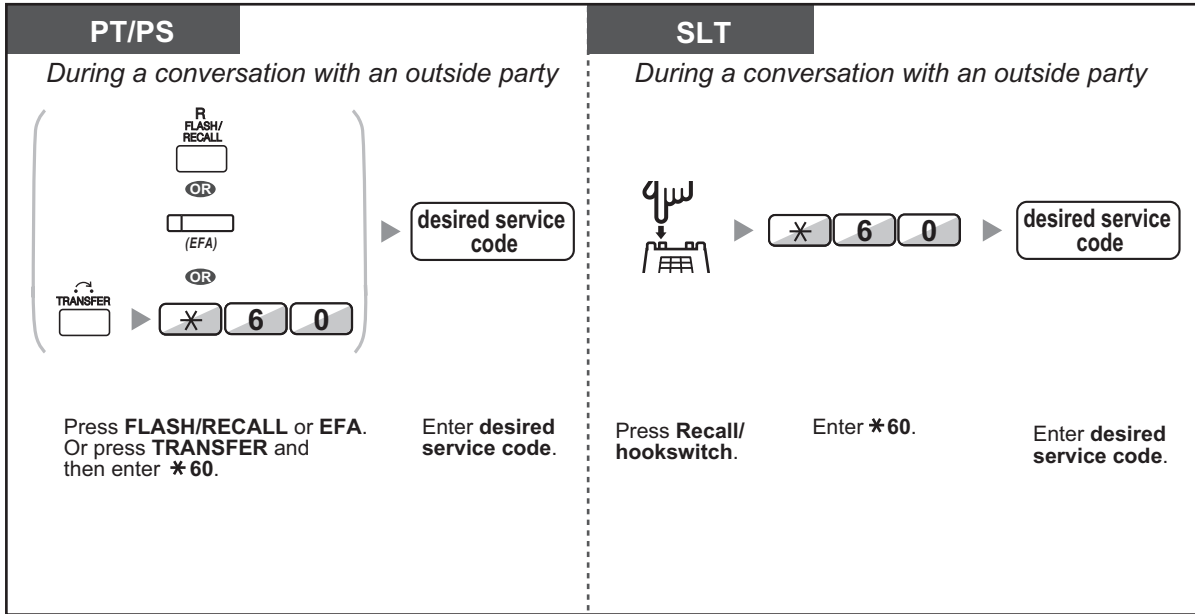 PT/PS
During a conversation with an outside party
R
FLASH/
RECALL
OR
(EFA)
OR
TRANSFER
* 6 0
desired service
code
Press FLASH/RECALL or EFA.
Or press TRANSFER and
then enter *60.
Enter desired
service code.
SLT
During a conversation with an outside party
* 6 0
desired service
code
Press Recall/
hookswitch.
Enter *60.
Enter desired
service code.